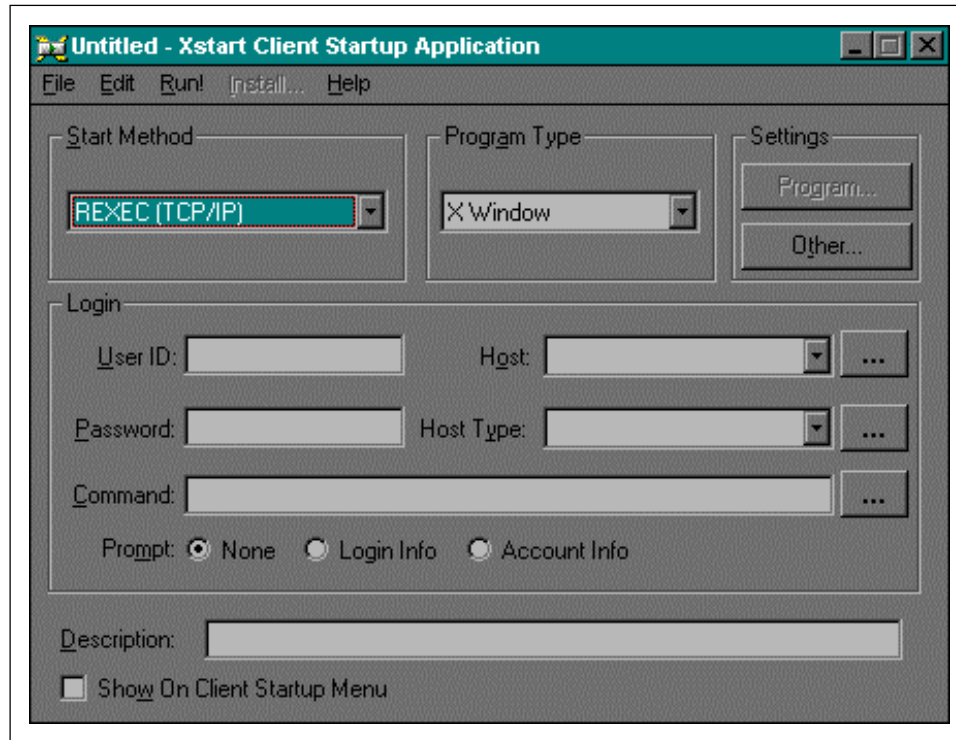 Untitled - Xstart Client Startup Application
File Edit Run! Install... Help
Start Method Program Type Settings
REXEC (TCP/IP) X Window Program...
Other...
Login
User ID: Host: ...
Password: Host Type: ...
Command: ...
Prompt: None Login Info Account Info
Description:
Show On Client Startup Menu